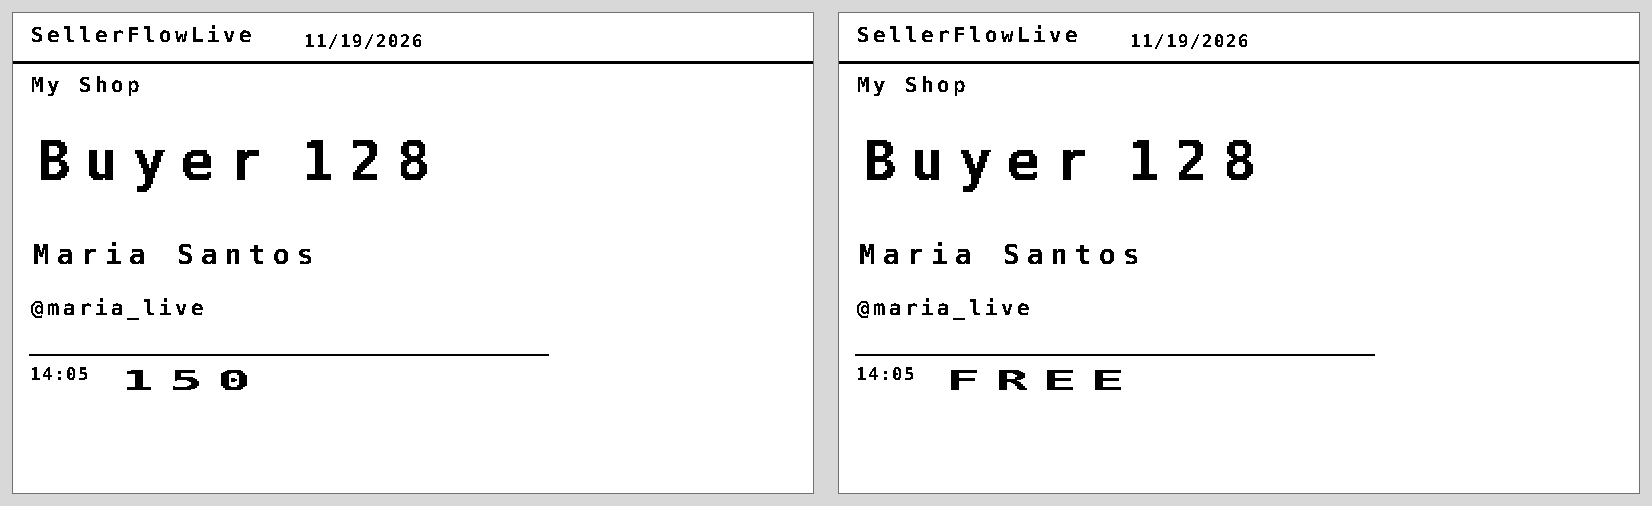 SellerFlowLive 11/19/2026
My Shop
Buyer 128
Maria Santos
@maria_live
14:05 150
SellerFlowLive 11/19/2026
My Shop
Buyer 128
Maria Santos
@maria_live
14:05 FREE